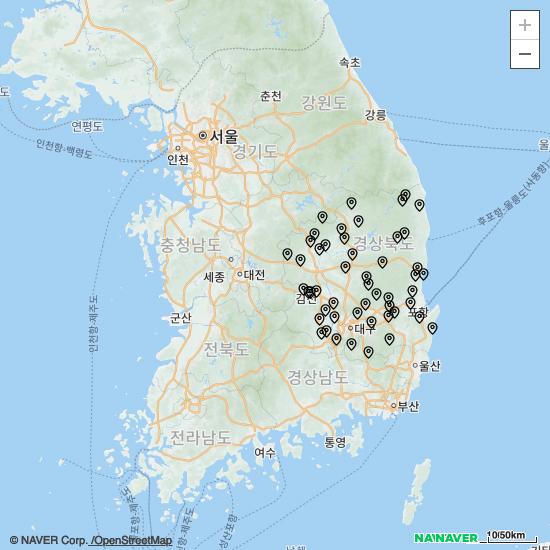 +
−
속초
춘천
강원도
강릉
도
연평도
서울
울
인천
경기도
인천항-백령도
후포항-울릉도(사동항)
경상북도
충청남도
세종
대전
김천
인천항-제주도
군산
포항
대구
전북도
울산
경상남도
부산
전라남도
통영
여수
© NAVER Corp. /OpenStreetMap
NAVER
10/50km